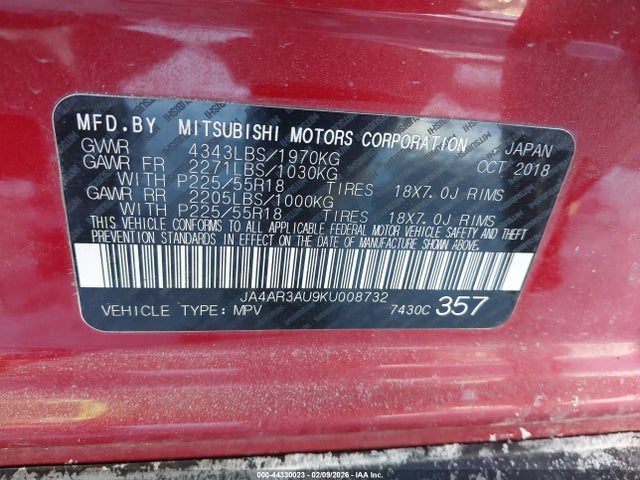 MFD.BY MITSUBISHI MOTORS CORPORATION, JAPAN
GVWR 4343LBS/1970KG OCT 2018
GAWR FR 2271LBS/1030KG
WITH P225/55R18 TIRES 18X7.0J RIMS
GAWR RR 2205LBS/1000KG
WITH P225/55R18 TIRES 18X7.0J RIMS
THIS VEHICLE CONFORMS TO ALL APPLICABLE FEDERAL MOTOR VEHICLE SAFETY AND THEFT
PREVENTION STANDARDS IN EFFECT ON THE DATE OF MANUFACTURE SHOWN ABOVE.
JA4AR3AU9KU008732
VEHICLE TYPE: MPV 7430C 357
000-44330023 - 02/09/2026 - IAA Inc.